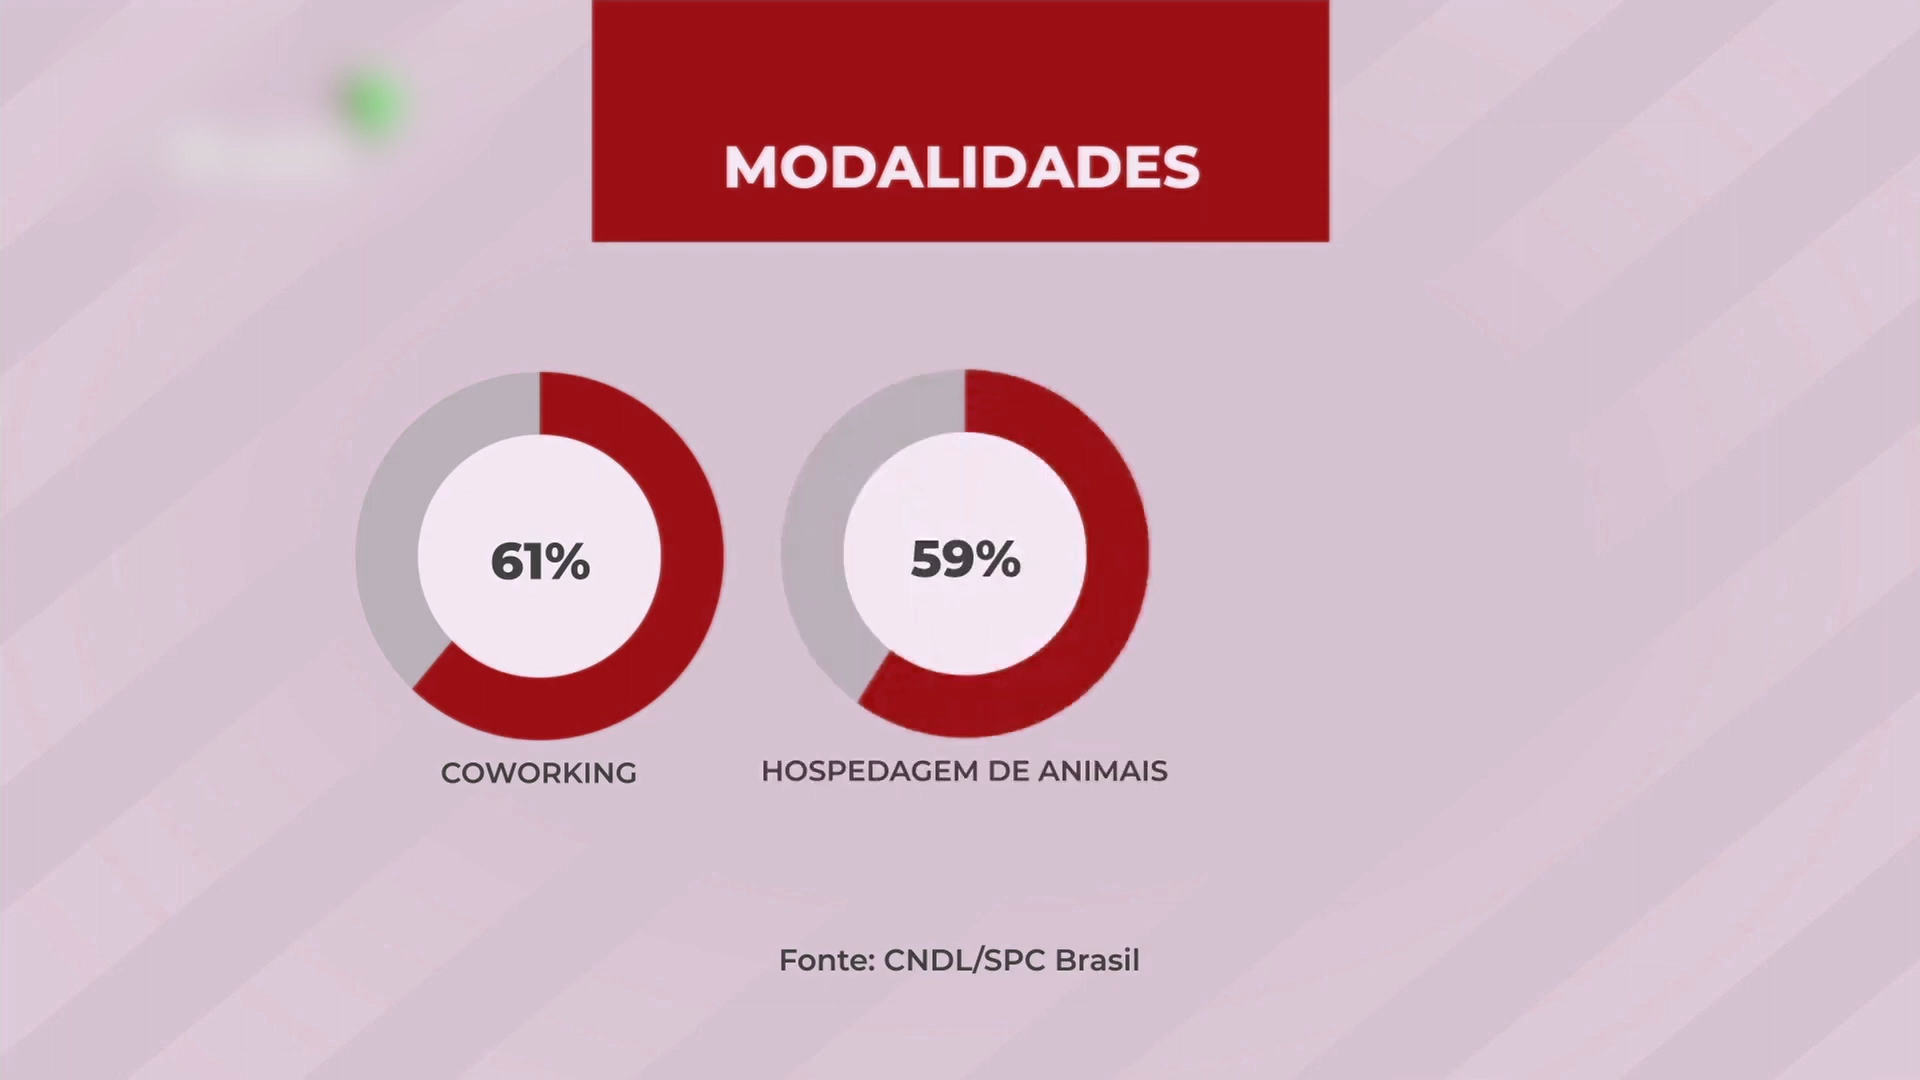 MODALIDADES
61%
59%
COWORKING
HOSPEDAGEM DE ANIMAIS
Fonte: CNDL/SPC Brasil